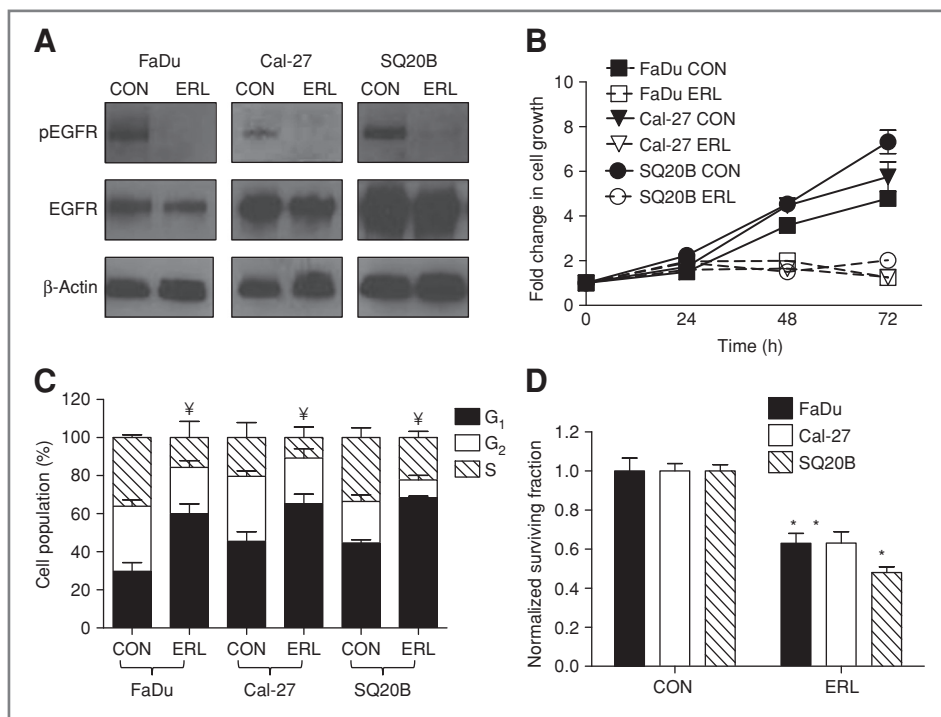 A
FaDu Cal-27 SQ20B
CON ERL CON ERL CON ERL
pEGFR
EGFR
β-Actin
B
FaDu CON
FaDu ERL
Cal-27 CON
Cal-27 ERL
SQ20B CON
SQ20B ERL
Fold change in cell growth
10
8
6
4
2
0
0 24 48 72
Time (h)
C
Cell population (%)
120
100
80
60
40
20
0
¥ ¥ ¥
G1
G2
S
CON ERL CON ERL CON ERL
FaDu Cal-27 SQ20B
D
FaDu
Cal-27
SQ20B
Normalized surviving fraction
1.2
1.0
0.8
0.6
0.4
0.2
0.0
* * *
CON ERL